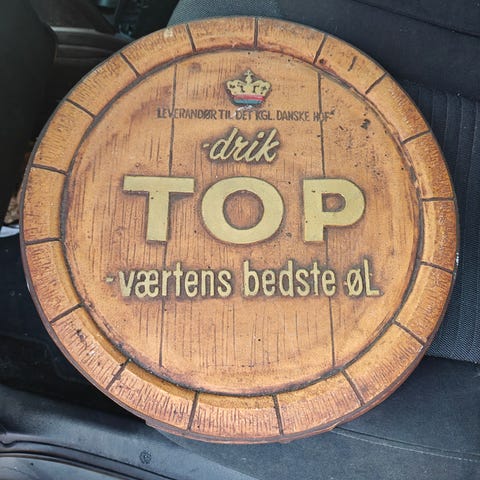 LEVERANDØR TIL DET KGL. DANSKE HOF
-drik
TOP
-værtens bedste øL